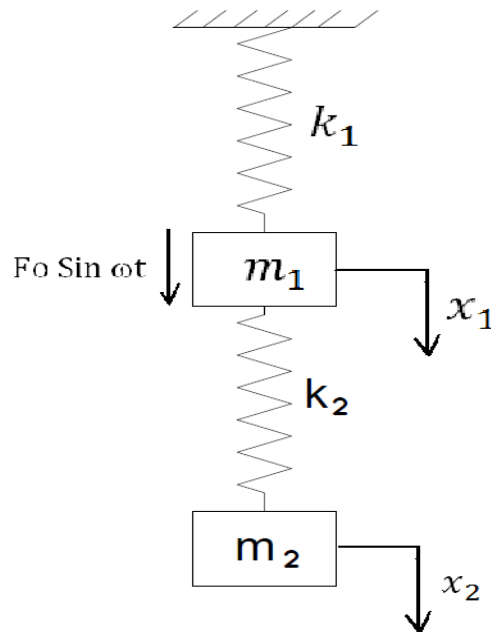 k₁
Fo Sin ωt
m₁
x₁
k₂
m₂
x₂